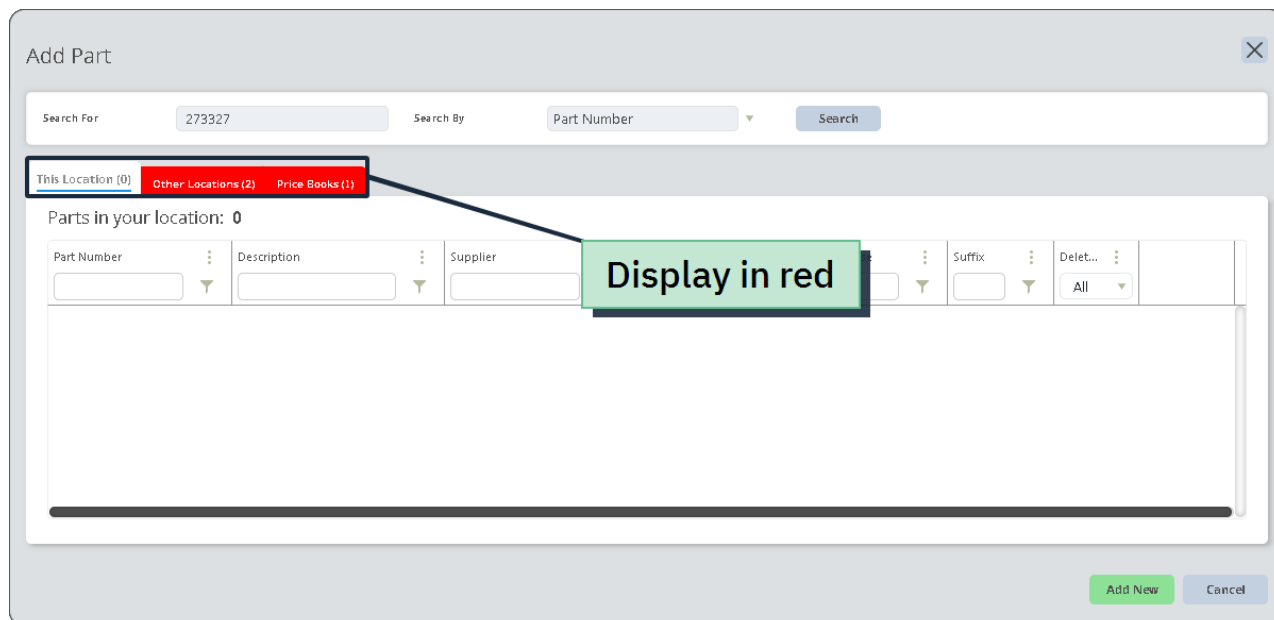 Add Part
Search For 273327 Search By Part Number Search
This Location (0) Other Locations (2) Price Books (1)
Parts in your location: 0
Part Number Description Supplier Suffix Delet...
All
Display in red
Add New Cancel